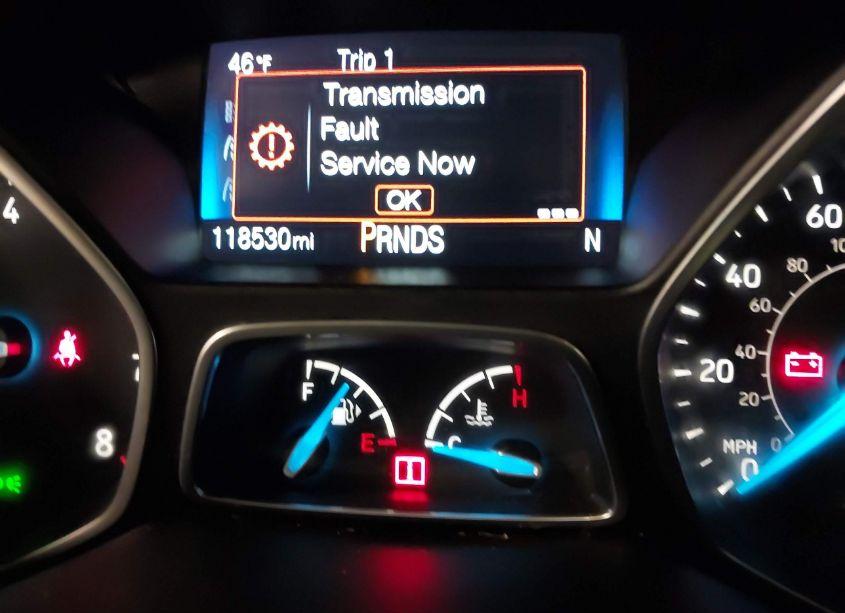 46°F Trip 1
Transmission
Fault
Service Now
OK
118530mi PRNDS N
4
8
F
E
C
H
60
40
20
0
MPH
80
60
40
20
0